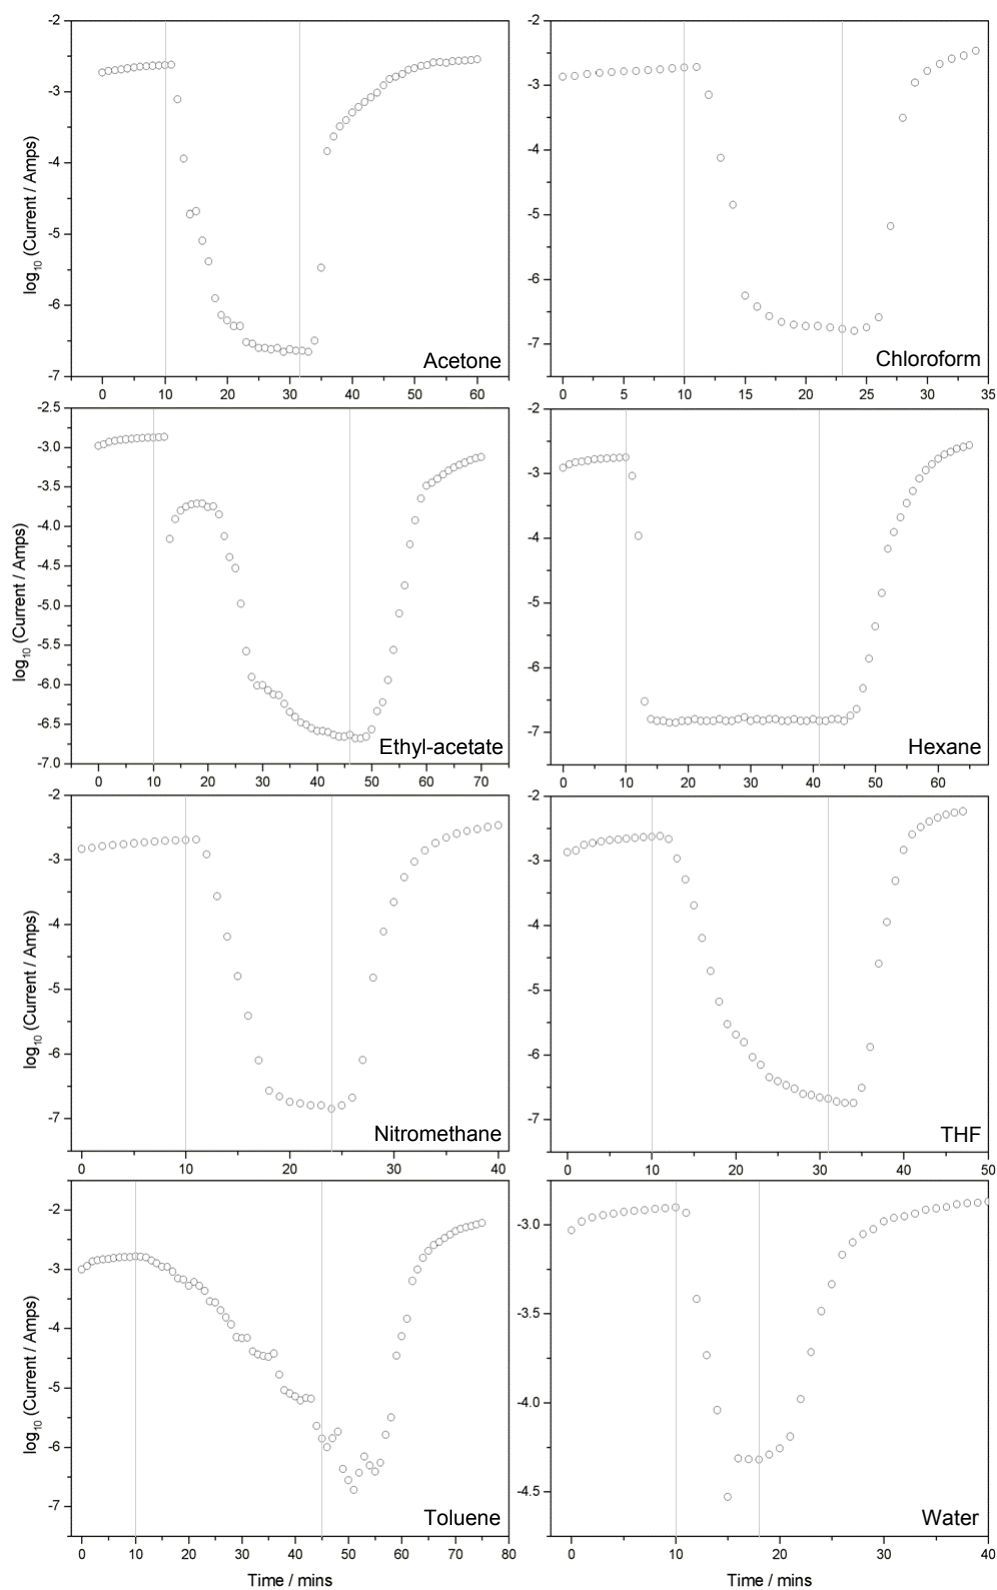 -2
-3
-4
-5
-6
-7
log10 (Current / Amps)
0 10 20 30 40 50 60
Acetone
-2
-3
-4
-5
-6
-7
0 5 10 15 20 25 30 35
Chloroform
-2.5
-3.0
-3.5
-4.0
-4.5
-5.0
-5.5
-6.0
-6.5
-7.0
log10 (Current / Amps)
0 10 20 30 40 50 60 70
Ethyl-acetate
-2
-3
-4
-5
-6
-7
0 10 20 30 40 50 60
Hexane
-2
-3
-4
-5
-6
-7
log10 (Current / Amps)
0 10 20 30 40
Nitromethane
-2
-3
-4
-5
-6
-7
0 10 20 30 40 50
THF
-2
-3
-4
-5
-6
-7
log10 (Current / Amps)
0 10 20 30 40 50 60 70 80
Toluene
Time / mins
-3.0
-3.5
-4.0
-4.5
0 10 20 30 40
Water
Time / mins